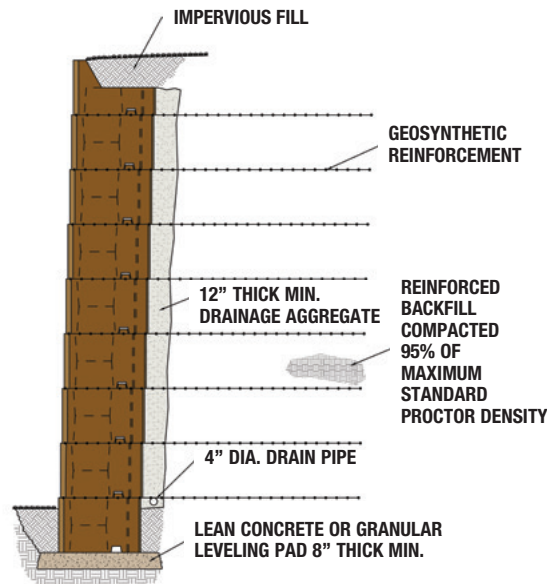 IMPERVIOUS FILL
GEOSYNTHETIC
REINFORCEMENT
12” THICK MIN.
DRAINAGE AGGREGATE
REINFORCED
BACKFILL
COMPACTED
95% OF
MAXIMUM
STANDARD
PROCTOR DENSITY
4” DIA. DRAIN PIPE
LEAN CONCRETE OR GRANULAR
LEVELING PAD 8” THICK MIN.